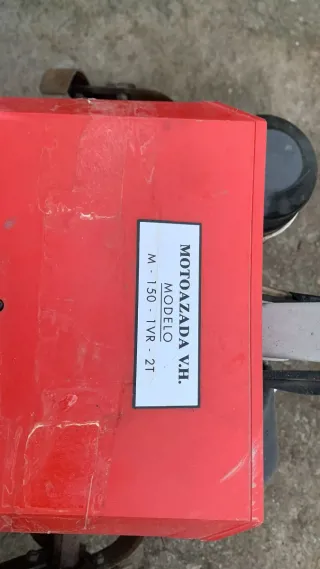 MOTOAZADA V.H.
MODELO
M - 150 - 1VR - 2T